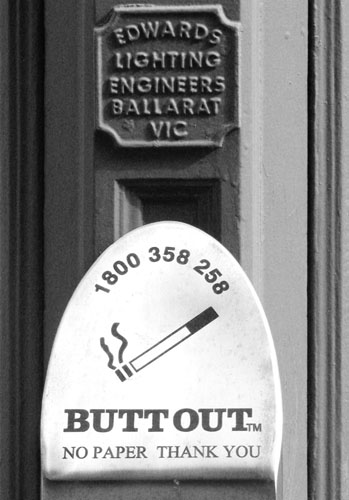 EDWARDS
LIGHTING
ENGINEERS
BALLARAT
VIC
1800 358 258
BUTT OUT™
NO PAPER THANK YOU